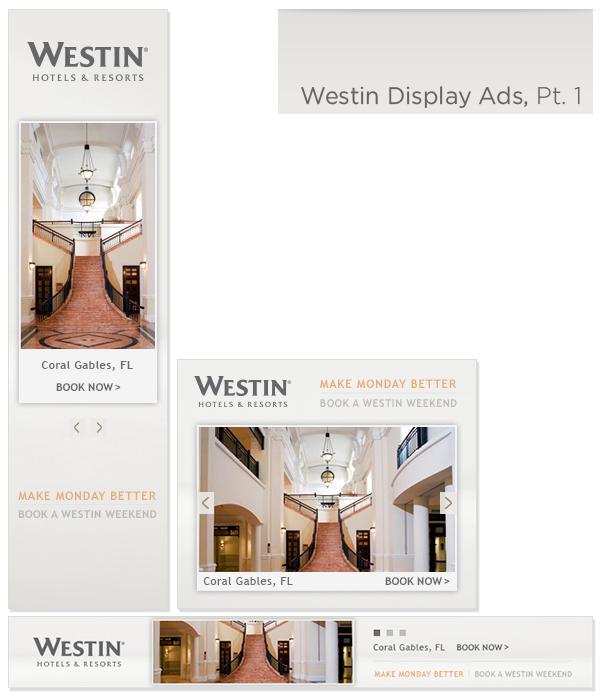 WESTIN®
HOTELS & RESORTS
Coral Gables, FL
BOOK NOW >
< >
MAKE MONDAY BETTER
BOOK A WESTIN WEEKEND
Westin Display Ads, Pt. 1
WESTIN®
HOTELS & RESORTS
MAKE MONDAY BETTER
BOOK A WESTIN WEEKEND
< >
Coral Gables, FL BOOK NOW >
WESTIN®
HOTELS & RESORTS
Coral Gables, FL BOOK NOW >
MAKE MONDAY BETTER | BOOK A WESTIN WEEKEND